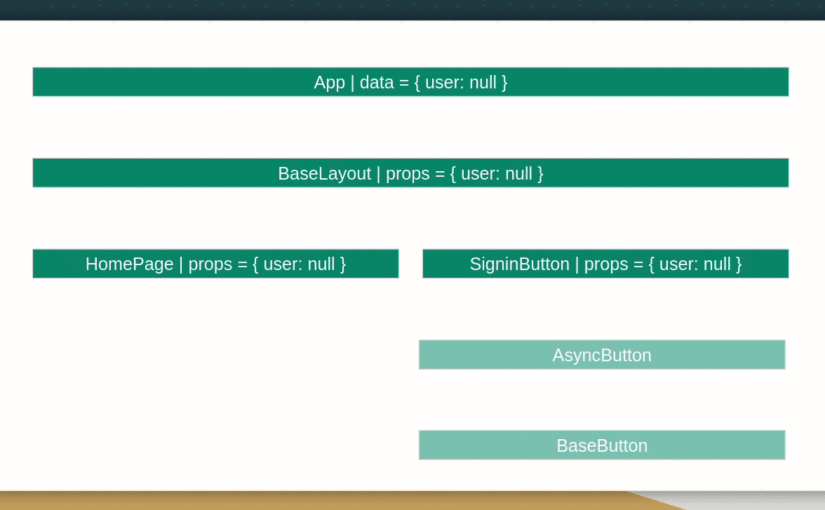 App | data = { user: null }
BaseLayout | props = { user: null }
HomePage | props = { user: null }
SigninButton | props = { user: null }
AsyncButton
BaseButton